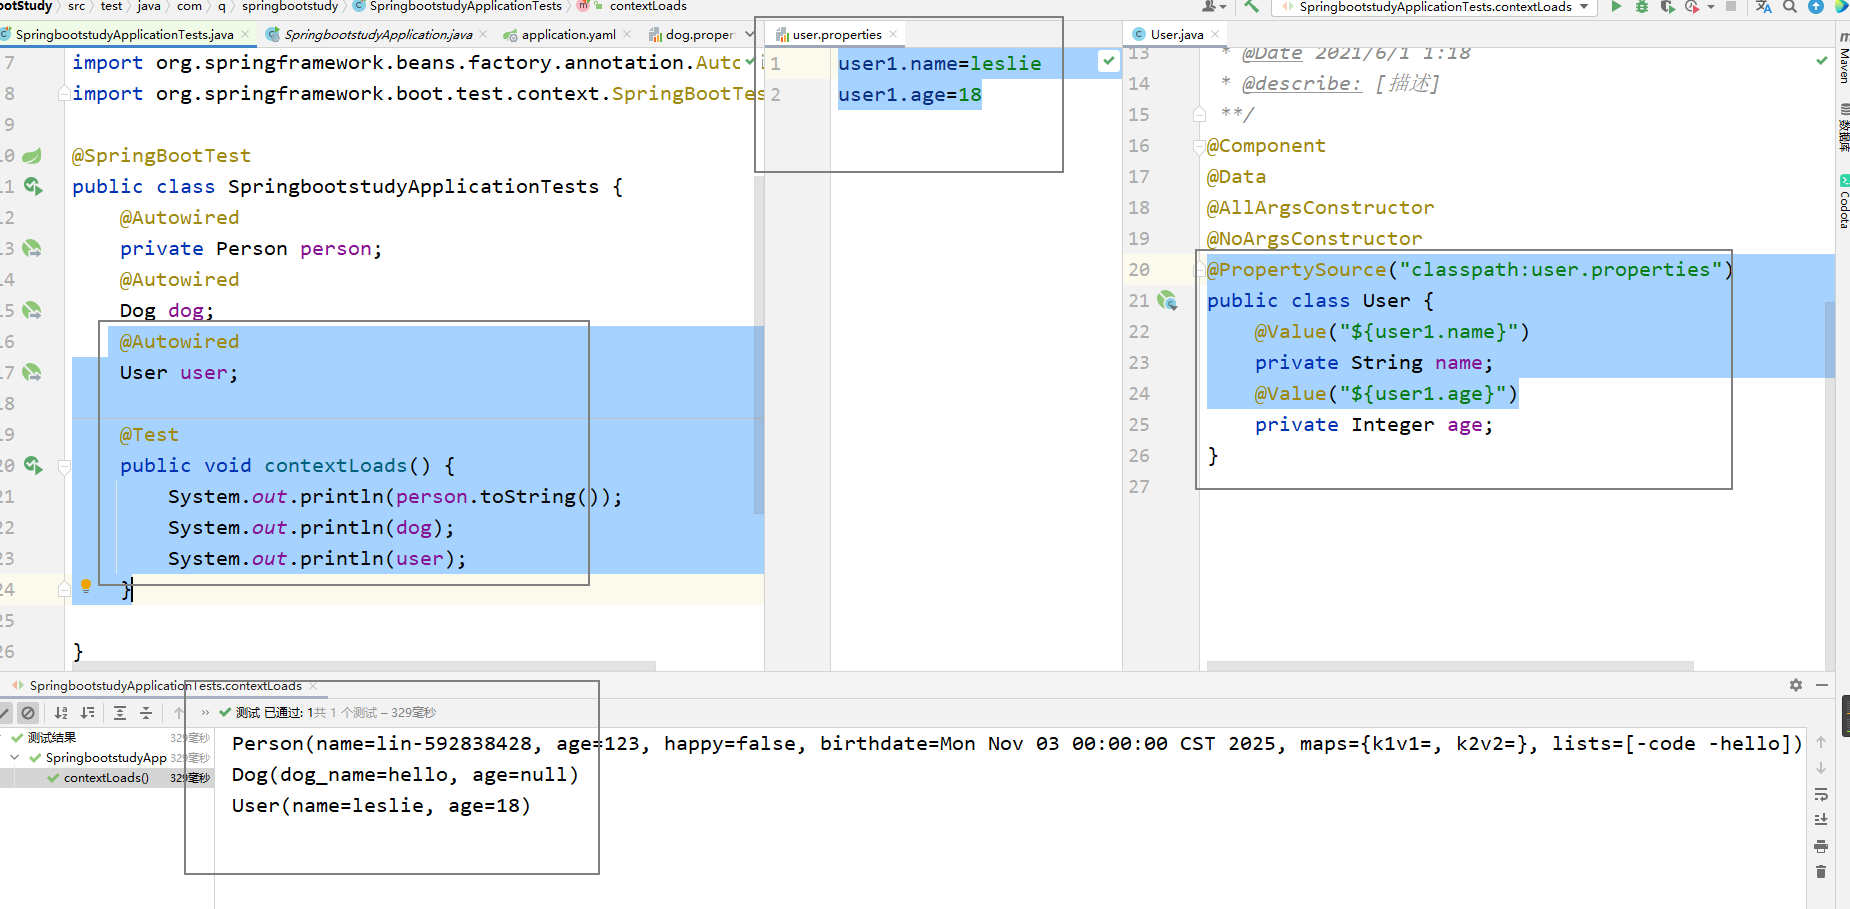 ootStudy > src > test > java > com > q > springbootstudy > SpringbootstudyApplicationTests > contextLoads
SpringbootstudyApplicationTests.contextLoads
SpringbootstudyApplicationTests.java
SpringbootstudyApplication.java
application.yaml
dog.proper
7 import org.springframework.beans.factory.annotation.Autc
8 import org.springframework.boot.test.context.SpringBootTes
9
10 @SpringBootTest
11 public class SpringbootstudyApplicationTests {
12 @Autowired
13 private Person person;
14 @Autowired
15 Dog dog;
16 @Autowired
17 User user;
18
19 @Test
20 public void contextLoads() {
21 System.out.println(person.toString());
22 System.out.println(dog);
23 System.out.println(user);
24 }
25
26 }
user.properties
1 user1.name=leslie
2 user1.age=18
User.java
13 * @Date 2021/6/1 1:18
14 * @describe: [描述]
15 **/
16 @Component
17 @Data
18 @AllArgsConstructor
19 @NoArgsConstructor
20 @PropertySource("classpath:user.properties")
21 public class User {
22 @Value("${user1.name}")
23 private String name;
24 @Value("${user1.age}")
25 private Integer age;
26 }
27
Maven
数据库
Codota
SpringbootstudyApplicationTests.contextLoads
测试 已通过: 1共 1 个测试 – 329毫秒
测试结果 329毫秒
SpringbootstudyApp 329毫秒
contextLoads() 329毫秒
Person(name=lin-592838428, age=123, happy=false, birthdate=Mon Nov 03 00:00:00 CST 2025, maps={k1v1=, k2v2=}, lists=[-code -hello])
Dog(dog_name=hello, age=null)
User(name=leslie, age=18)